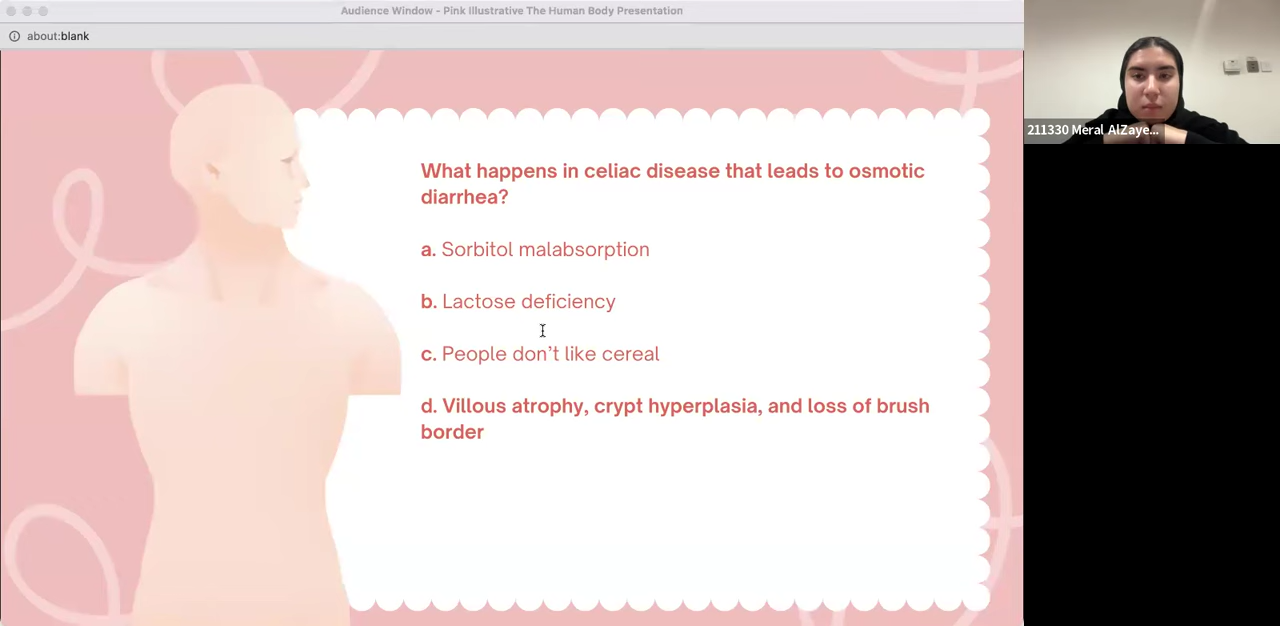 Audience Window - Pink Illustrative The Human Body Presentation
about:blank
211330 Meral AlZaye...
What happens in celiac disease that leads to osmotic
diarrhea?
a. Sorbitol malabsorption
b. Lactose deficiency
c. People don't like cereal
d. Villous atrophy, crypt hyperplasia, and loss of brush
border